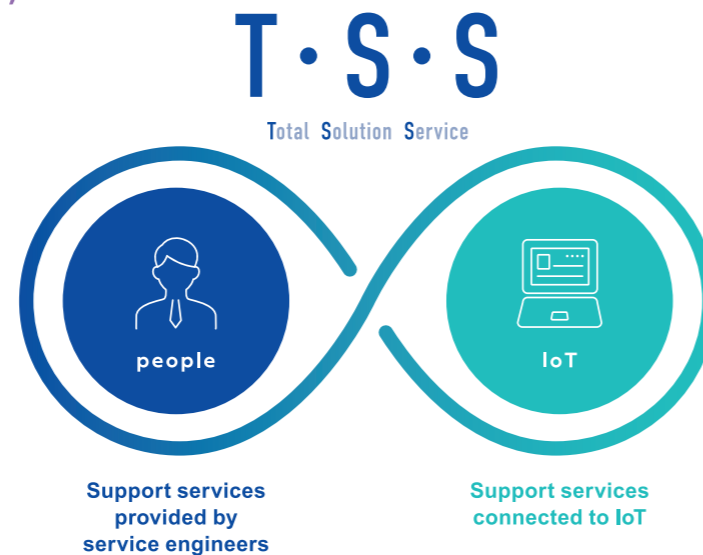 T・S・S
Total Solution Service
people
IoT
Support services
provided by
service engineers
Support services
connected to IoT